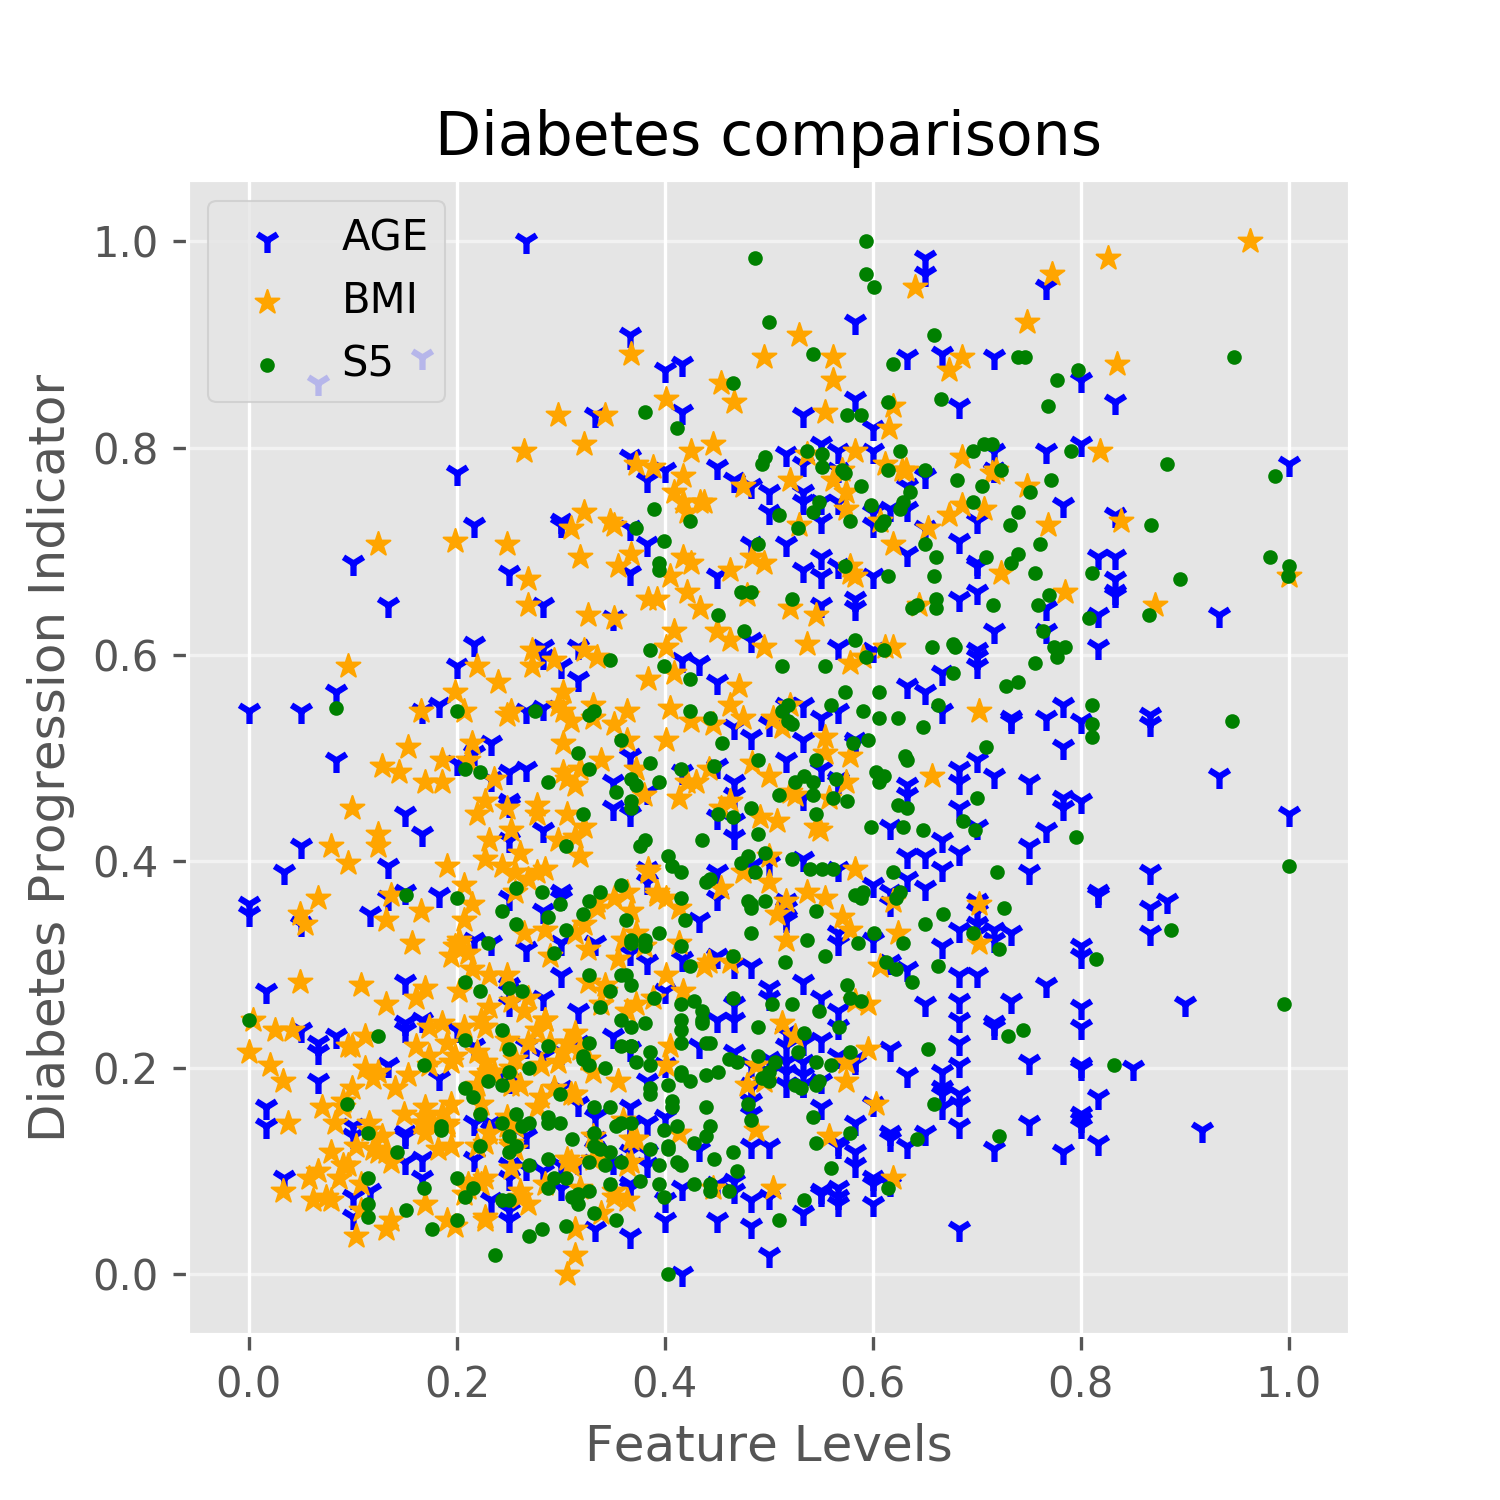 Diabetes comparisons
AGE
BMI
S5
Diabetes Progression Indicator
1.0
0.8
0.6
0.4
0.2
0.0
0.0 0.2 0.4 0.6 0.8 1.0
Feature Levels